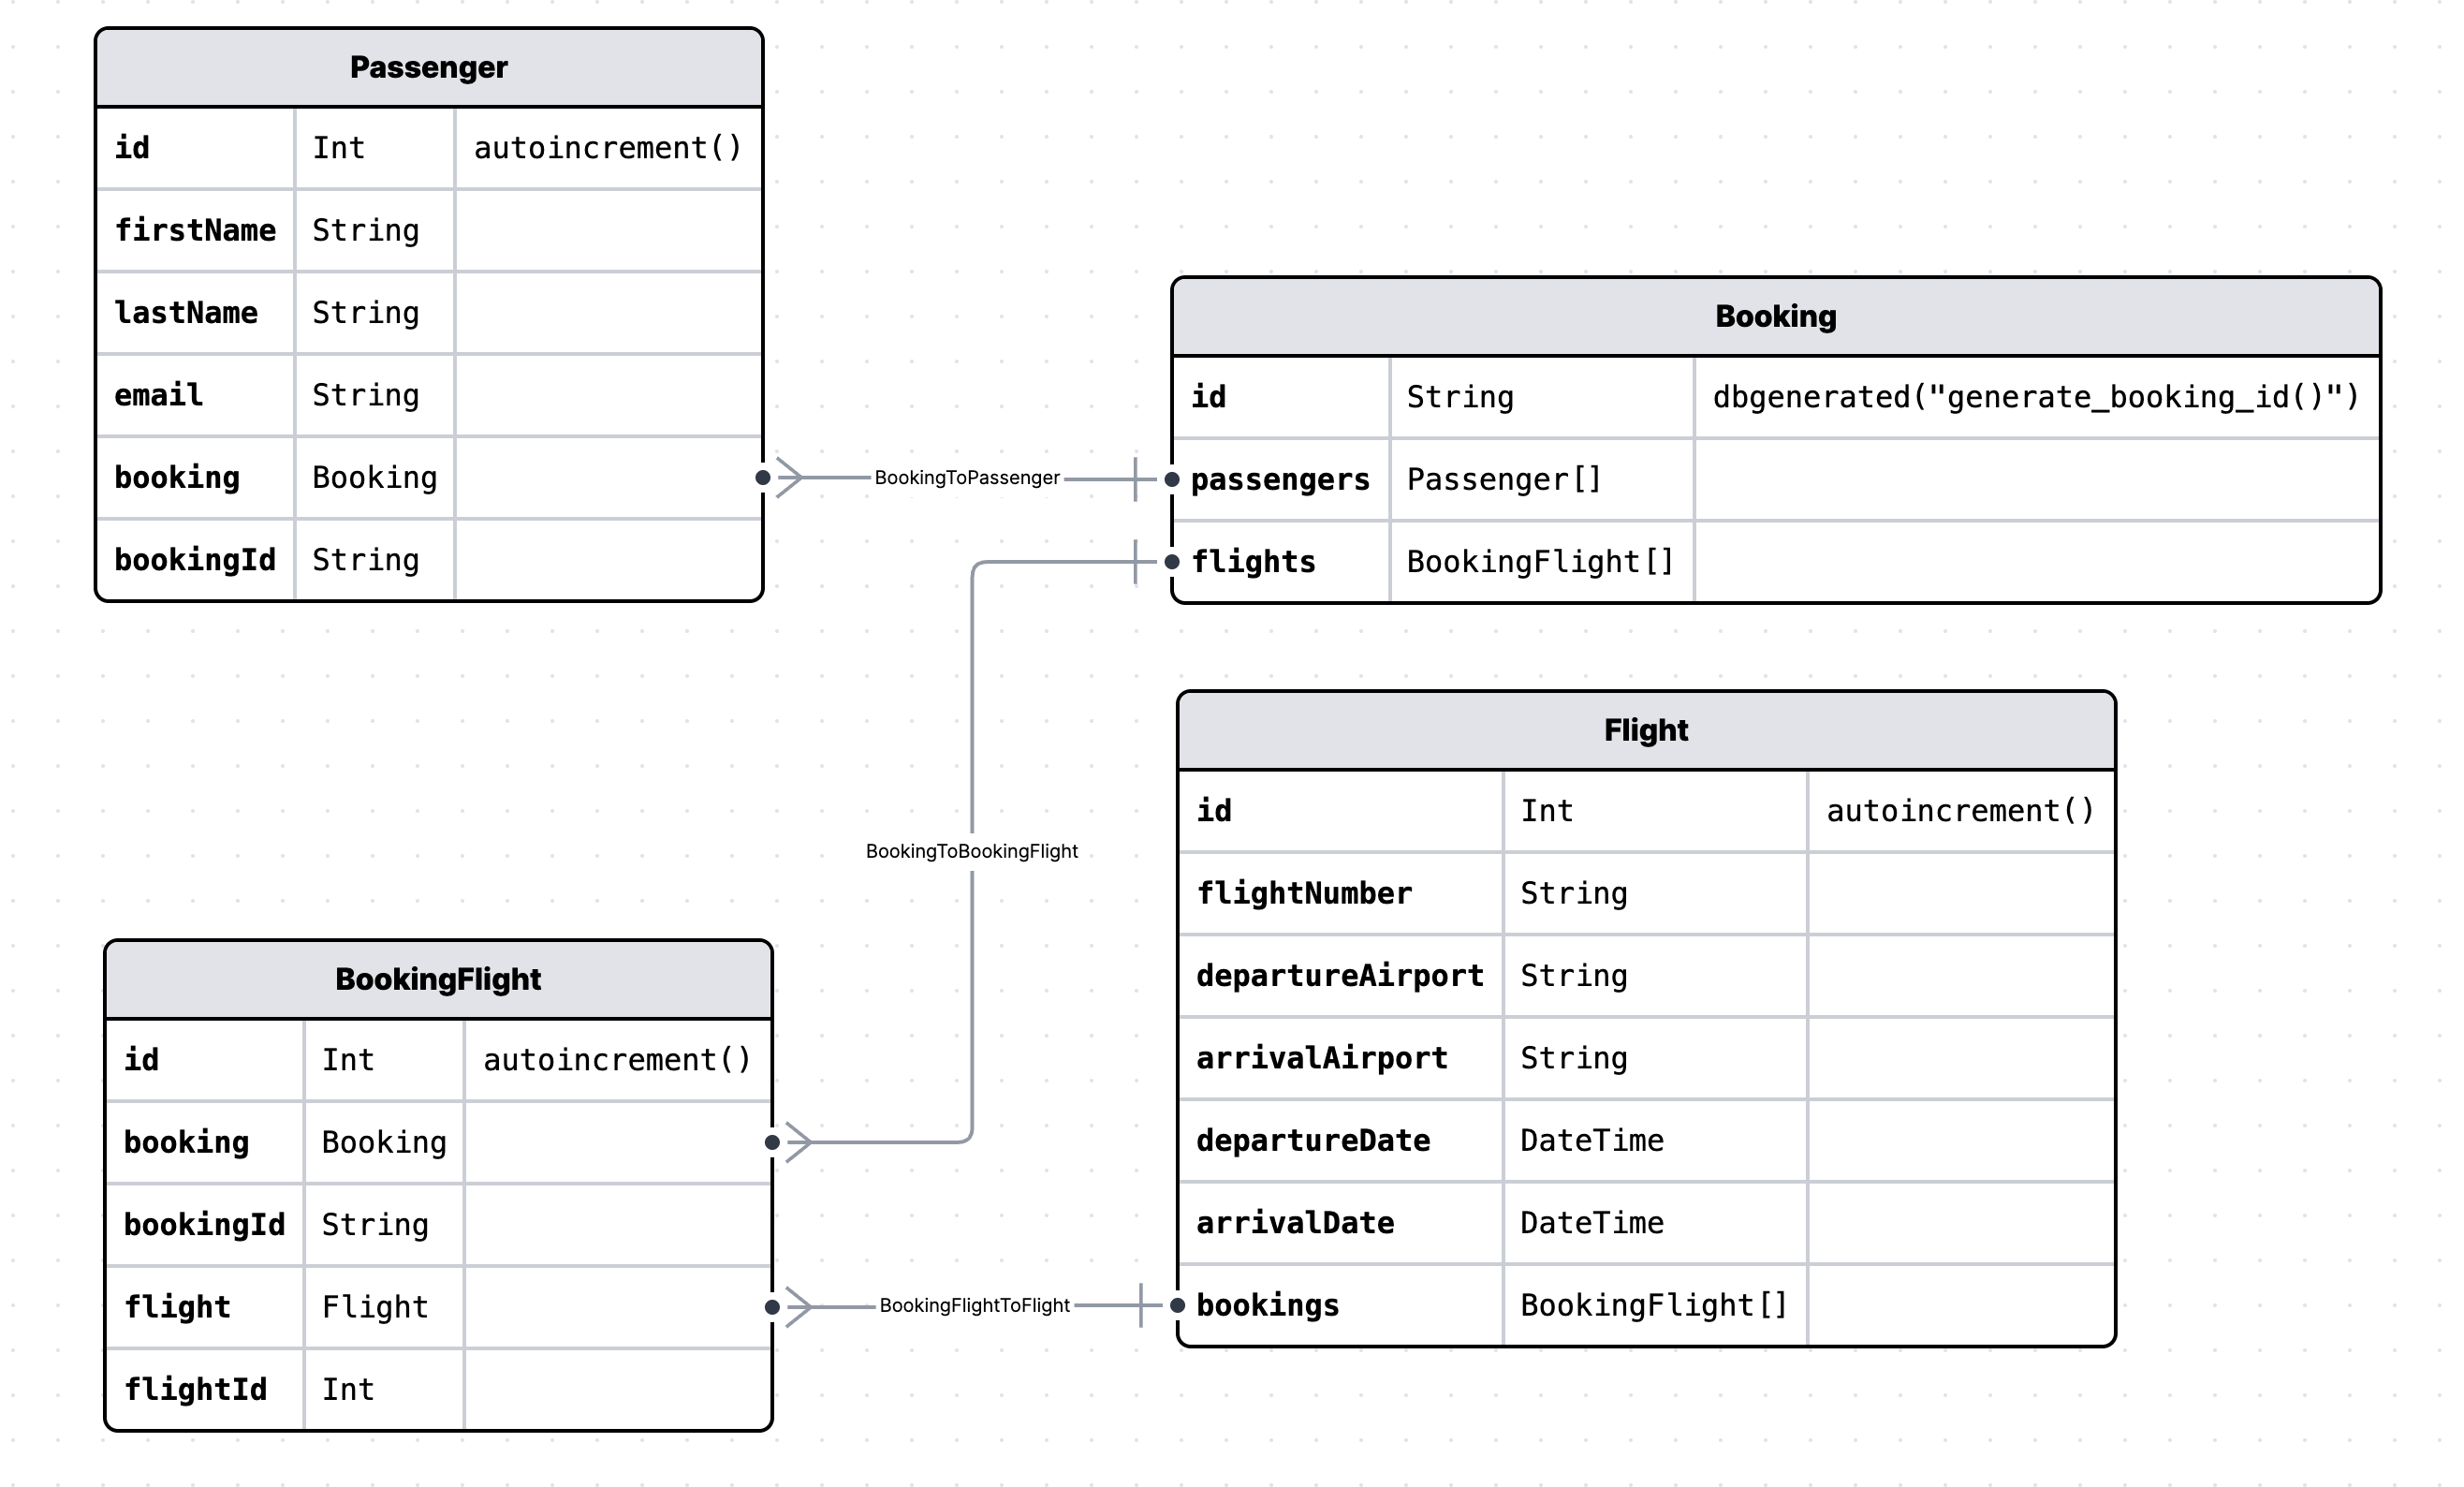 Passenger
id Int autoincrement()
firstName String
lastName String
email String
booking Booking
bookingId String
BookingToPassenger
Booking
id String dbgenerated("generate_booking_id()")
passengers Passenger[]
flights BookingFlight[]
BookingToBookingFlight
Flight
id Int autoincrement()
flightNumber String
departureAirport String
arrivalAirport String
departureDate DateTime
arrivalDate DateTime
bookings BookingFlight[]
BookingFlight
id Int autoincrement()
booking Booking
bookingId String
flight Flight
flightId Int
BookingFlightToFlight